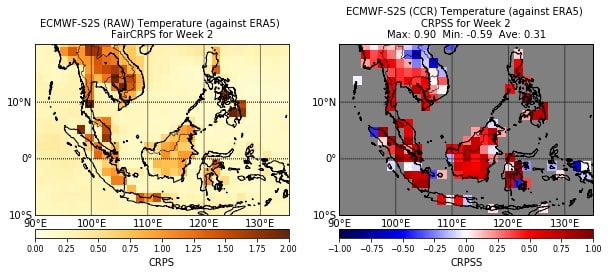 ECMWF-S2S (RAW) Temperature (against ERA5)
FairCRPS for Week 2
10°N
0°
10°S
90°E 100°E 110°E 120°E 130°E
0.00 0.25 0.50 0.75 1.00 1.25 1.50 1.75 2.00
CRPS
ECMWF-S2S (CCR) Temperature (against ERA5)
CRPSS for Week 2
Max: 0.90 Min: -0.59 Ave: 0.31
10°N
0°
10°S
90°E 100°E 110°E 120°E 130°E
−1.00 −0.75 −0.50 −0.25 0.00 0.25 0.50 0.75 1.00
CRPSS